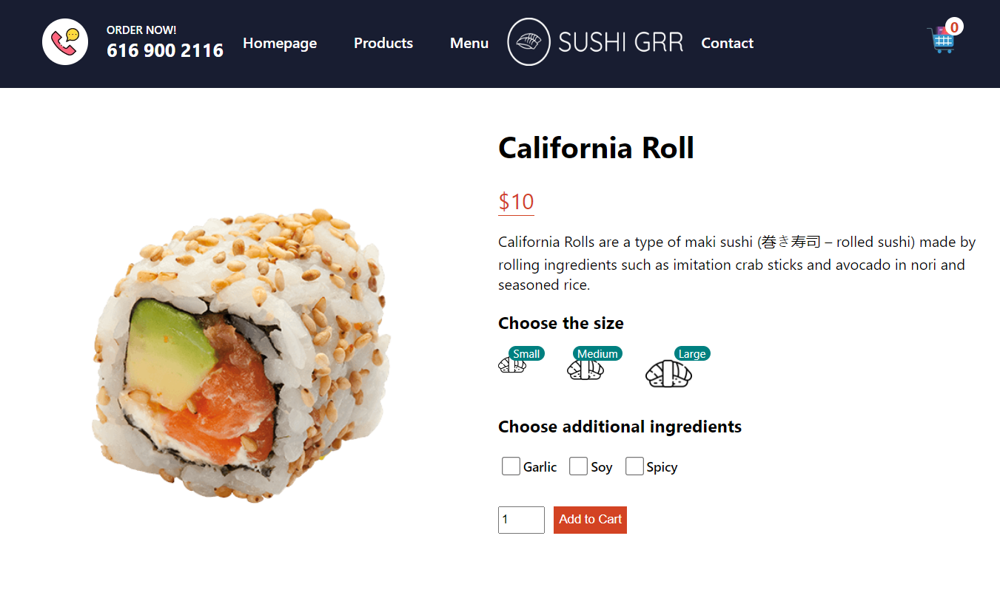 ORDER NOW!
616 900 2116
Homepage
Products
Menu
SUSHI GRR
Contact
0
California Roll
$10
California Rolls are a type of maki sushi (巻き寿司 – rolled sushi) made by
rolling ingredients such as imitation crab sticks and avocado in nori and
seasoned rice.
Choose the size
Small
Medium
Large
Choose additional ingredients
Garlic
Soy
Spicy
1
Add to Cart